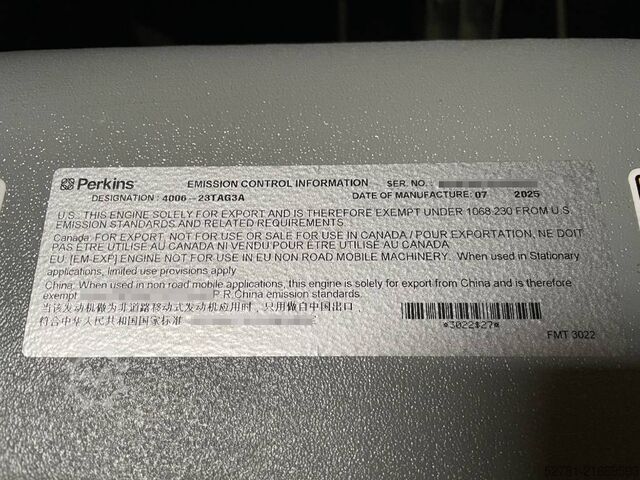 Perkins EMISSION CONTROL INFORMATION SER. NO.:
DESIGNATION: 4006 - 23TAG3A DATE OF MANUFACTURE: 07 2025
U.S. THIS ENGINE SOLELY FOR EXPORT AND IS THEREFORE EXEMPT UNDER 1068-230 FROM U.S.
EMISSION STANDARDS AND RELATED REQUIREMENTS.
Canada: FOR EXPORT, NOT FOR USE OR SALE FOR USE IN CANADA / POUR EXPORTATION, NE DOIT
PAS ÊTRE UTILISÉ AU CANADA NI VENDU POUR ÊTRE UTILISÉ AU CANADA
EU: [EM-EXP] ENGINE NOT FOR USE IN EU NON ROAD MOBILE MACHINERY. When used in Stationary
applications, limited use provisions apply
China: When used in non road mobile applications, this engine is solely for export from China and is therefore
exempt P.R.China emission standards.
当该发动机做为非道路移动式发动机应用时,只用做自中国出口,
符合中华人民共和国国家标准
*3022$27*
FMT 3022